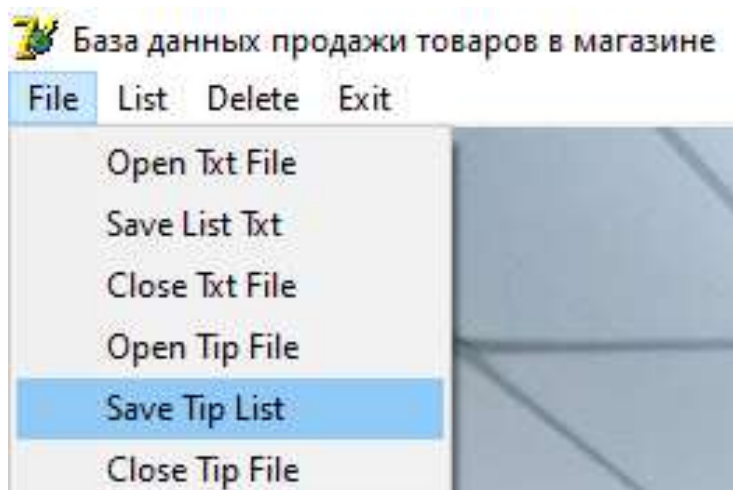 База данных продажи товаров в магазине
File List Delete Exit
Open Txt File
Save List Txt
Close Txt File
Open Tip File
Save Tip List
Close Tip File